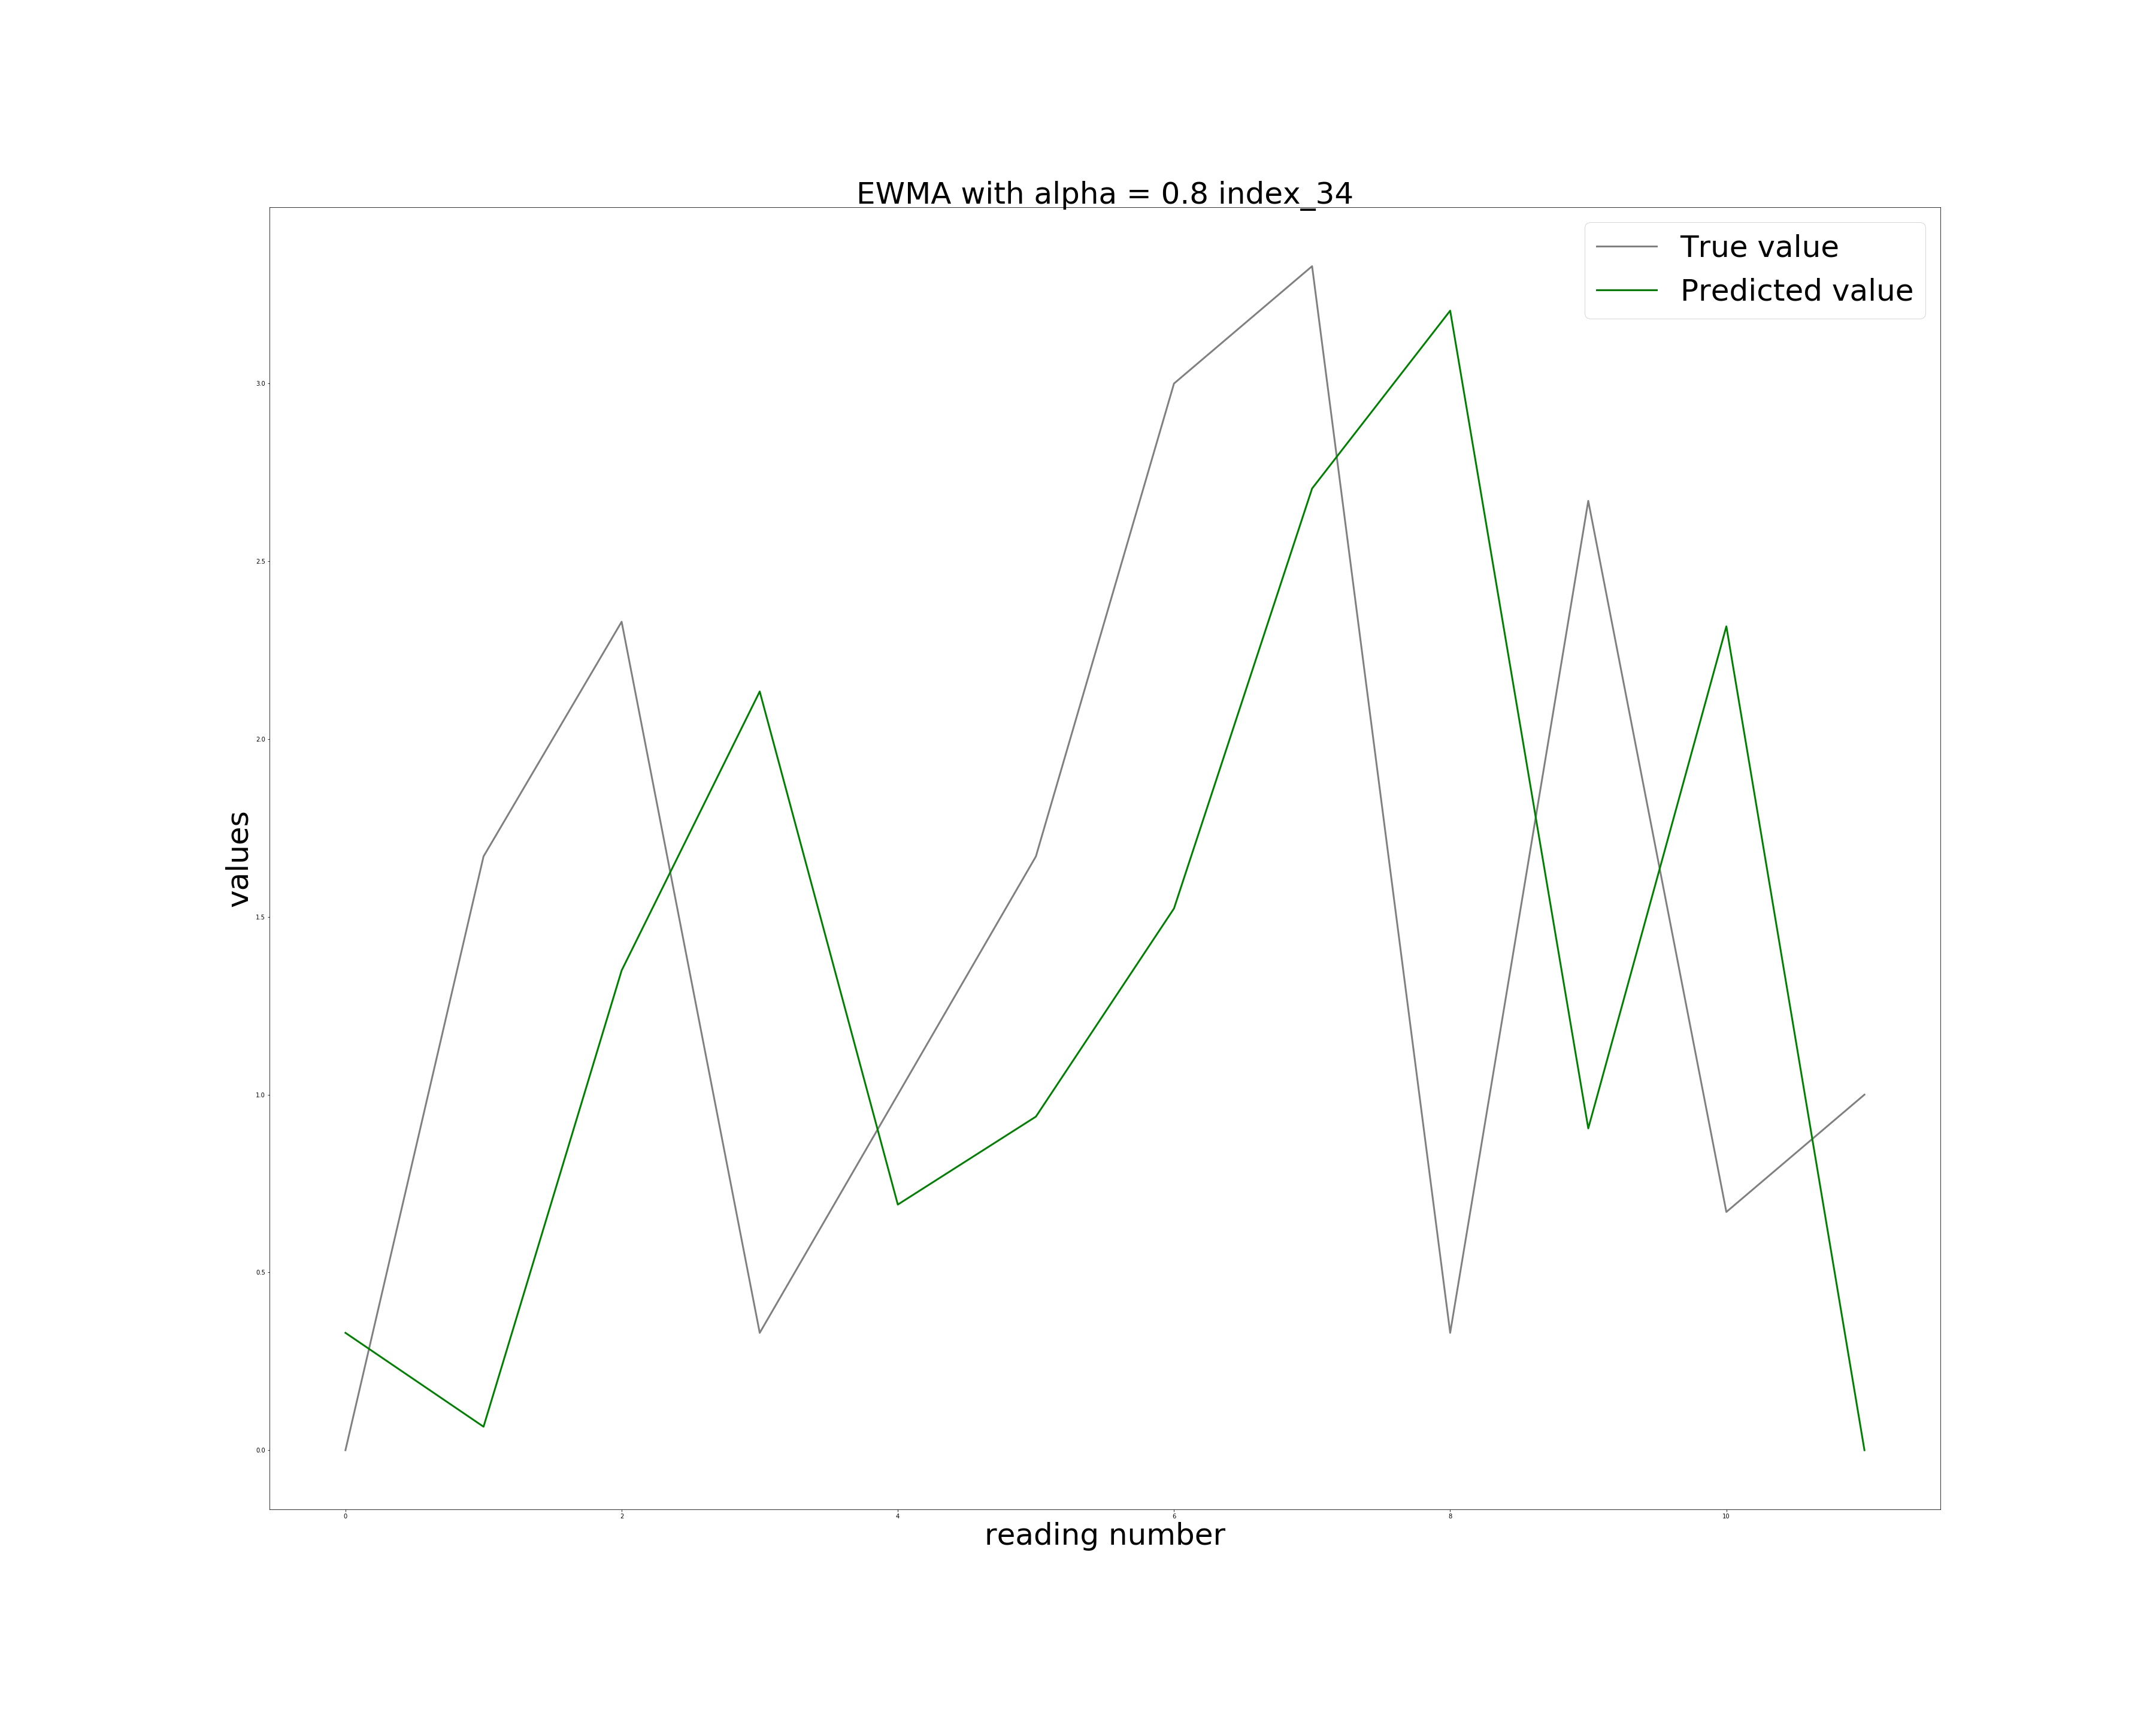 EWMA with alpha = 0.8 index_34
True value
Predicted value
3.0
2.5
2.0
1.5
1.0
0.5
0.0
values
0 2 4 6 8 10
reading number